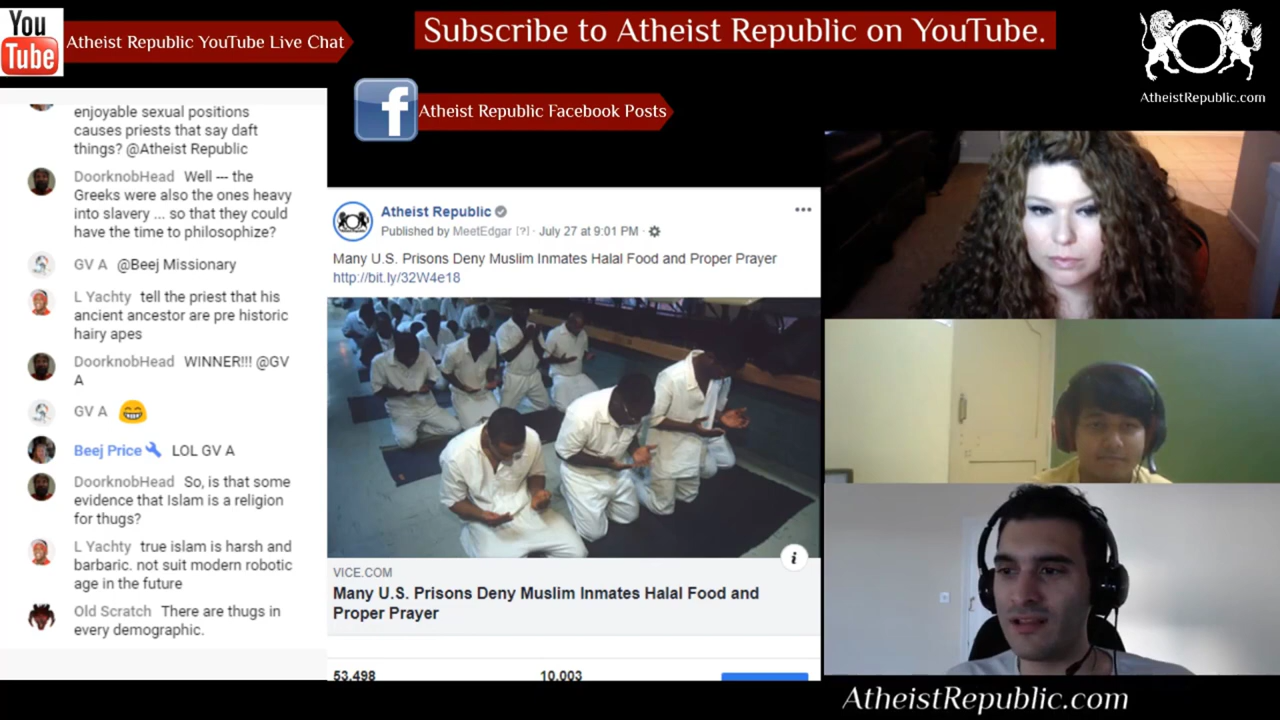 You
Tube
Atheist Republic YouTube Live Chat
Subscribe to Atheist Republic on YouTube.
AtheistRepublic.com
f
Atheist Republic Facebook Posts
enjoyable sexual positions
causes priests that say daft
things? @Atheist Republic
DoorknobHead Well --- the
Greeks were also the ones heavy
into slavery ... so that they could
have the time to philosophize?
GV A @Beej Missionary
L Yachty tell the priest that his
ancient ancestor are pre historic
hairy apes
DoorknobHead WINNER!!! @GV
A
GV A 😁
Beej Price LOL GV A
DoorknobHead So, is that some
evidence that Islam is a religion
for thugs?
L Yachty true islam is harsh and
barbaric. not suit modern robotic
age in the future
Old Scratch There are thugs in
every demographic.
Atheist Republic
Published by MeetEdgar [?] · July 27 at 9:01 PM ·
Many U.S. Prisons Deny Muslim Inmates Halal Food and Proper Prayer
http://bit.ly/32W4e18
i
VICE.COM
Many U.S. Prisons Deny Muslim Inmates Halal Food and
Proper Prayer
53,498 10,003
AtheistRepublic.com